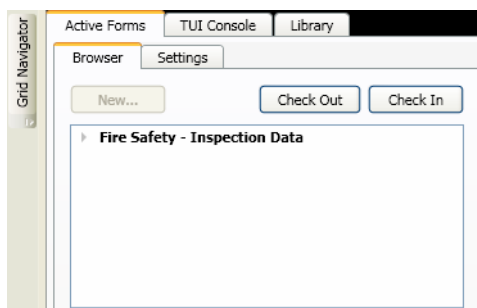 Grid Navigator
Active Forms TUI Console Library
Browser Settings
New... Check Out Check In
Fire Safety - Inspection Data